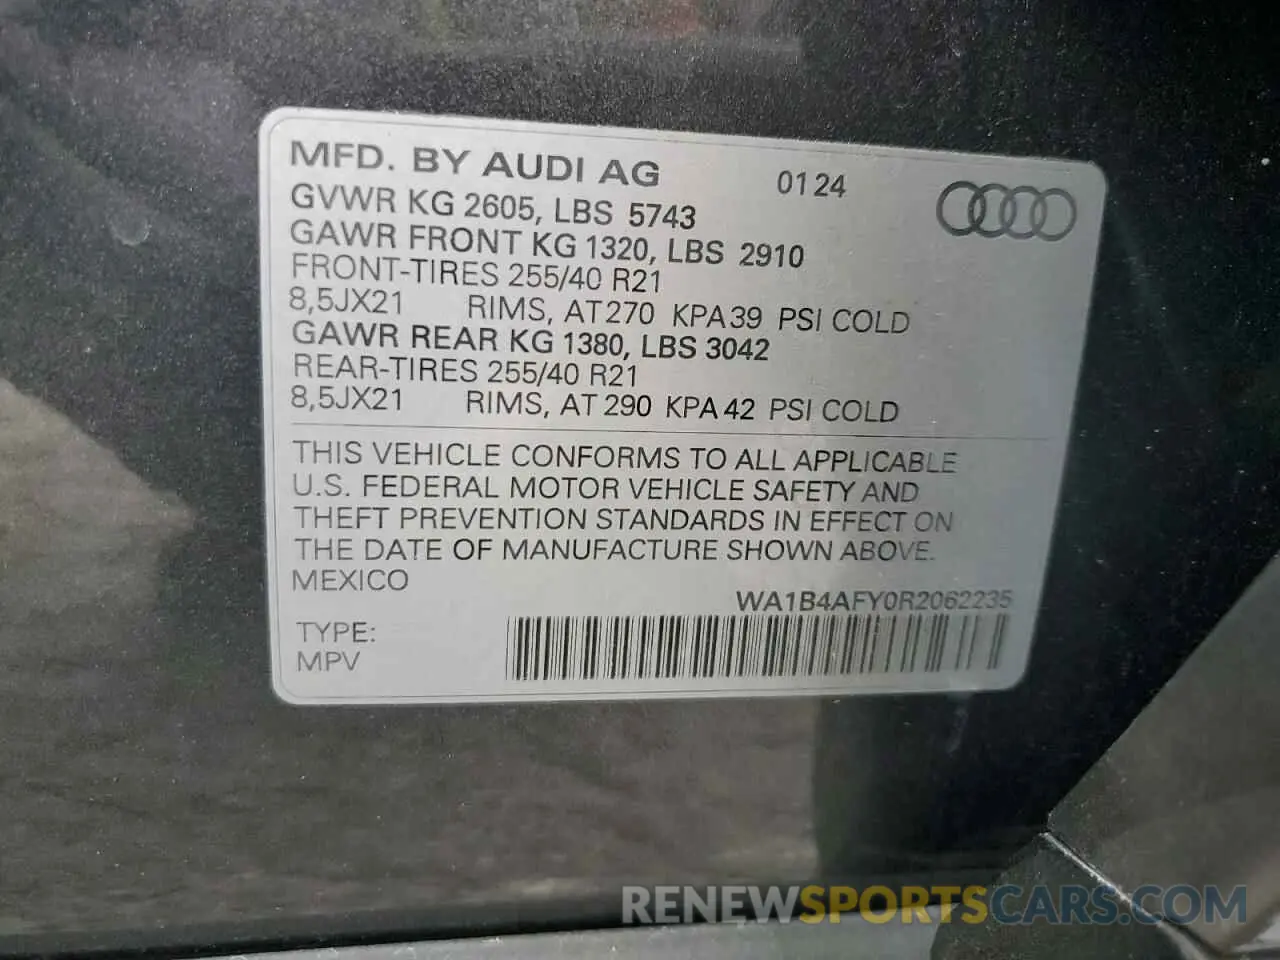 MFD. BY AUDI AG 0124
GVWR KG 2605, LBS 5743
GAWR FRONT KG 1320, LBS 2910
FRONT-TIRES 255/40 R21
8,5JX21 RIMS, AT 270 KPA 39 PSI COLD
GAWR REAR KG 1380, LBS 3042
REAR-TIRES 255/40 R21
8,5JX21 RIMS, AT 290 KPA 42 PSI COLD
THIS VEHICLE CONFORMS TO ALL APPLICABLE
U.S. FEDERAL MOTOR VEHICLE SAFETY AND
THEFT PREVENTION STANDARDS IN EFFECT ON
THE DATE OF MANUFACTURE SHOWN ABOVE.
MEXICO
WA1B4AFY0R2062235
TYPE:
MPV
RENEWSPORTSCARS.COM